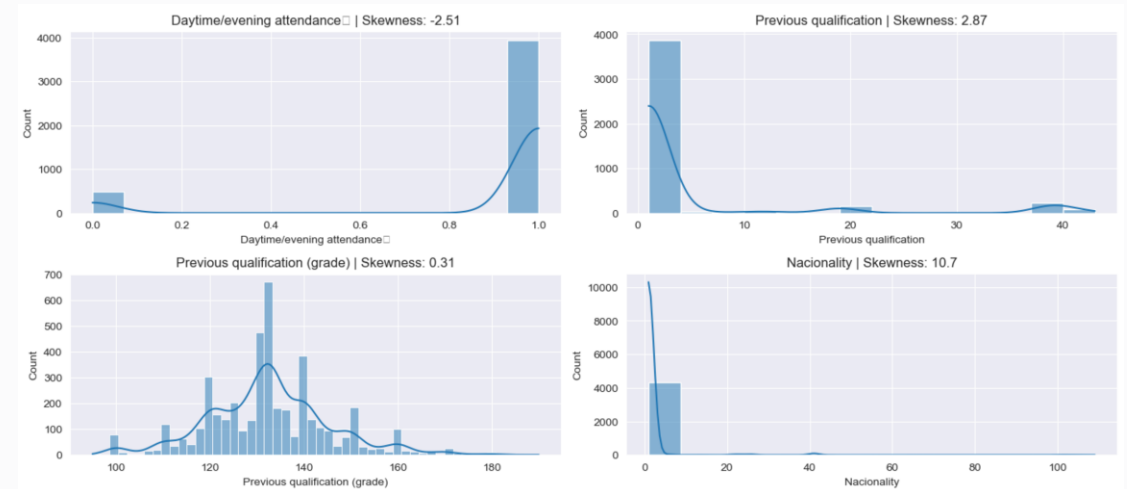 Daytime/evening attendance□ | Skewness: -2.51
4000
3000
2000
1000
0
Count
0.0 0.2 0.4 0.6 0.8 1.0
Daytime/evening attendance□
Previous qualification | Skewness: 2.87
4000
3000
2000
1000
0
Count
0 10 20 30 40
Previous qualification
Previous qualification (grade) | Skewness: 0.31
700
600
500
400
300
200
100
0
Count
100 120 140 160 180
Previous qualification (grade)
Nacionality | Skewness: 10.7
10000
8000
6000
4000
2000
0
Count
0 20 40 60 80 100
Nacionality